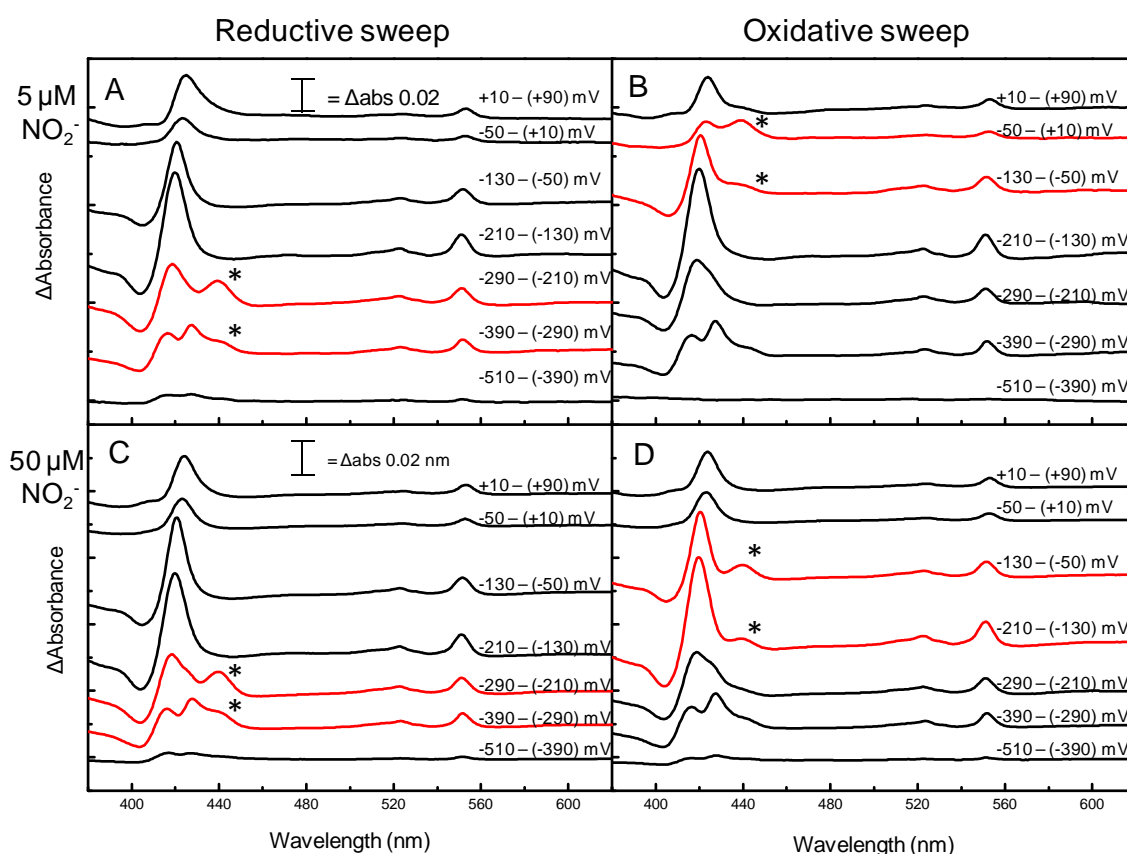 Reductive sweep
Oxidative sweep
5 µM
NO₂⁻
ΔAbsorbance
A
= Δabs 0.02
+10 – (+90) mV
-50 – (+10) mV
-130 – (-50) mV
-210 – (-130) mV
-290 – (-210) mV
*
-390 – (-290) mV
*
-510 – (-390) mV
B
+10 – (+90) mV
-50 – (+10) mV
*
-130 – (-50) mV
*
-210 – (-130) mV
-290 – (-210) mV
-390 – (-290) mV
-510 – (-390) mV
50 µM
NO₂⁻
ΔAbsorbance
C
= Δabs 0.02 nm
+10 – (+90) mV
-50 – (+10) mV
-130 – (-50) mV
-210 – (-130) mV
-290 – (-210) mV
*
-390 – (-290) mV
*
-510 – (-390) mV
D
+10 – (+90) mV
-50 – (+10) mV
-130 – (-50) mV
*
-210 – (-130) mV
*
-290 – (-210) mV
-390 – (-290) mV
-510 – (-390) mV
400 440 480 520 560 600
400 440 480 520 560 600
Wavelength (nm)
Wavelength (nm)